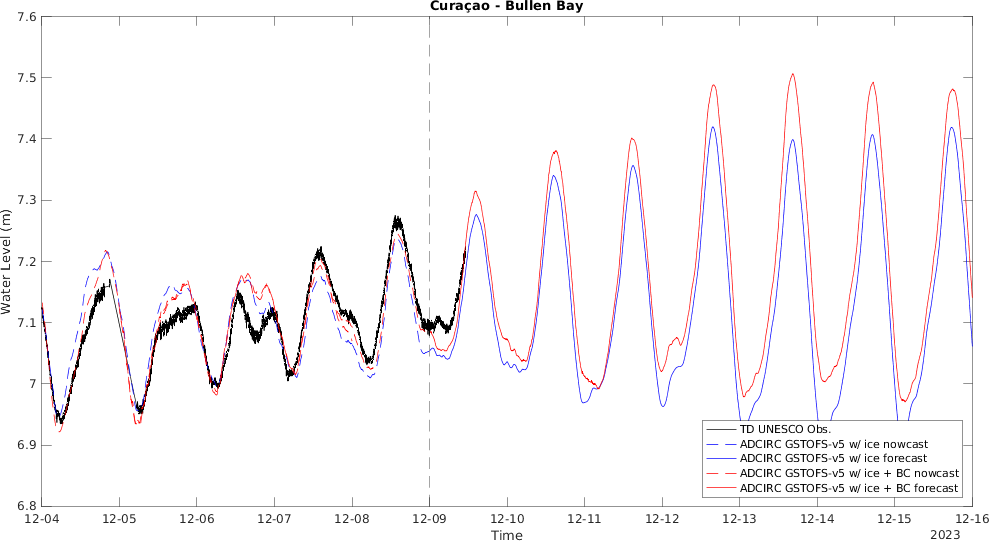 Curaçao - Bullen Bay
Water Level (m)
7.6
7.5
7.4
7.3
7.2
7.1
7
6.9
6.8
TD UNESCO Obs.
ADCIRC GSTOFS-v5 w/ ice nowcast
ADCIRC GSTOFS-v5 w/ ice forecast
ADCIRC GSTOFS-v5 w/ ice + BC nowcast
ADCIRC GSTOFS-v5 w/ ice + BC forecast
12-04 12-05 12-06 12-07 12-08 12-09 12-10 12-11 12-12 12-13 12-14 12-15 12-16
Time
2023